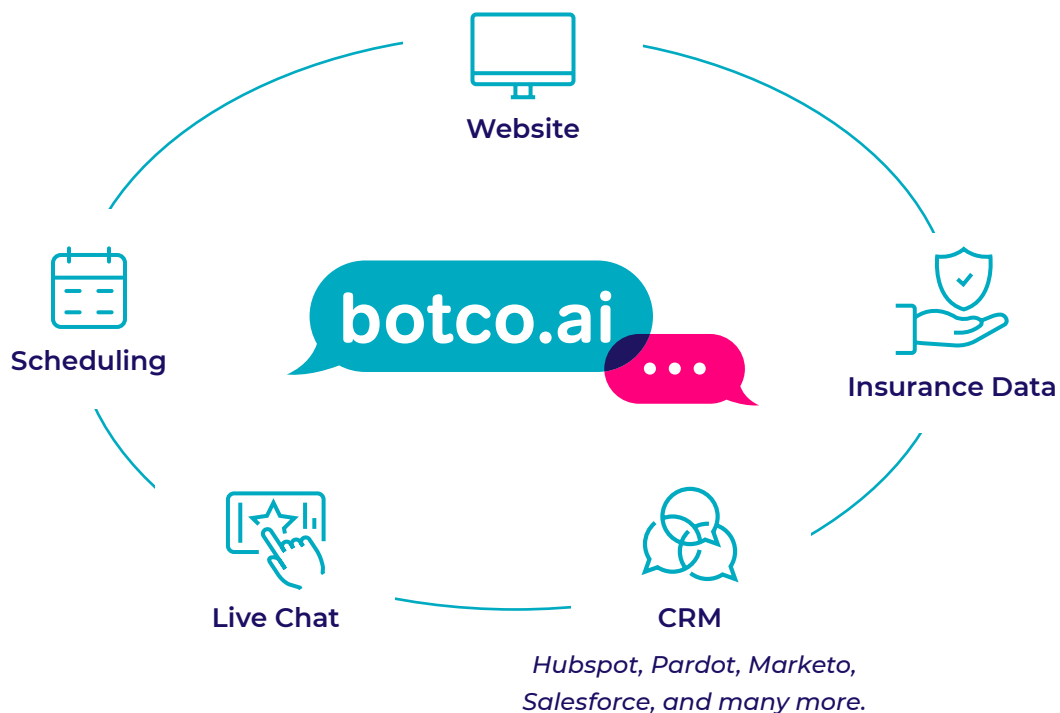 Website
botco.ai
Scheduling
Insurance Data
Live Chat
CRM
Hubspot, Pardot, Marketo,
Salesforce, and many more.